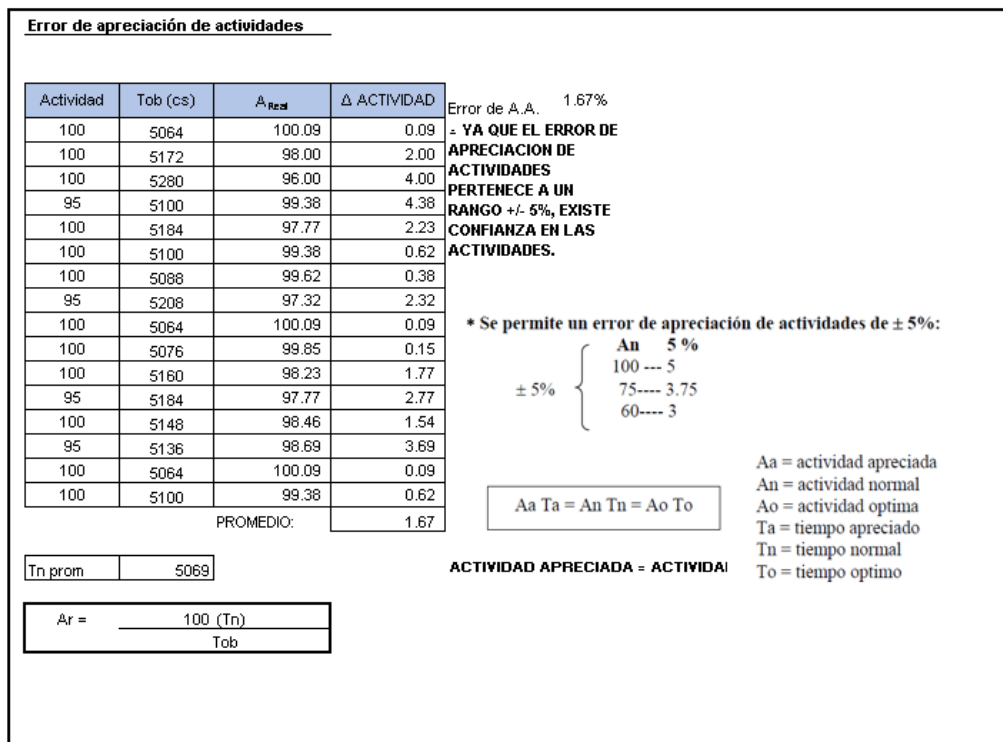 Error de apreciación de actividades
Actividad Tob (cs) A Real Δ ACTIVIDAD
100 5064 100.09 0.09
100 5172 98.00 2.00
100 5280 96.00 4.00
95 5100 99.38 4.38
100 5184 97.77 2.23
100 5100 99.38 0.62
100 5088 99.62 0.38
95 5208 97.32 2.32
100 5064 100.09 0.09
100 5076 99.85 0.15
100 5160 98.23 1.77
95 5184 97.77 2.77
100 5148 98.46 1.54
95 5136 98.69 3.69
100 5064 100.09 0.09
100 5100 99.38 0.62
PROMEDIO: 1.67
Tn prom 5069
Ar = 100 (Tn)
Tob
Error de A.A. 1.67%
= YA QUE EL ERROR DE
APRECIACION DE
ACTIVIDADES
PERTENECE A UN
RANGO +/- 5%, EXISTE
CONFIANZA EN LAS
ACTIVIDADES.
* Se permite un error de apreciación de actividades de ± 5%:
An 5 %
100 --- 5
± 5% 75---- 3.75
60---- 3
Aa Ta = An Tn = Ao To
Aa = actividad apreciada
An = actividad normal
Ao = actividad optima
Ta = tiempo apreciado
Tn = tiempo normal
To = tiempo optimo
ACTIVIDAD APRECIADA = ACTIVIDA